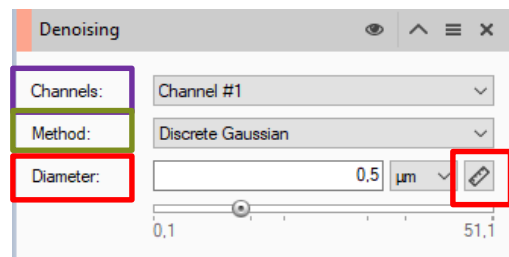 Denoising
Channels: Channel #1
Method: Discrete Gaussian
Diameter: 0,5 µm
0,1 51,1